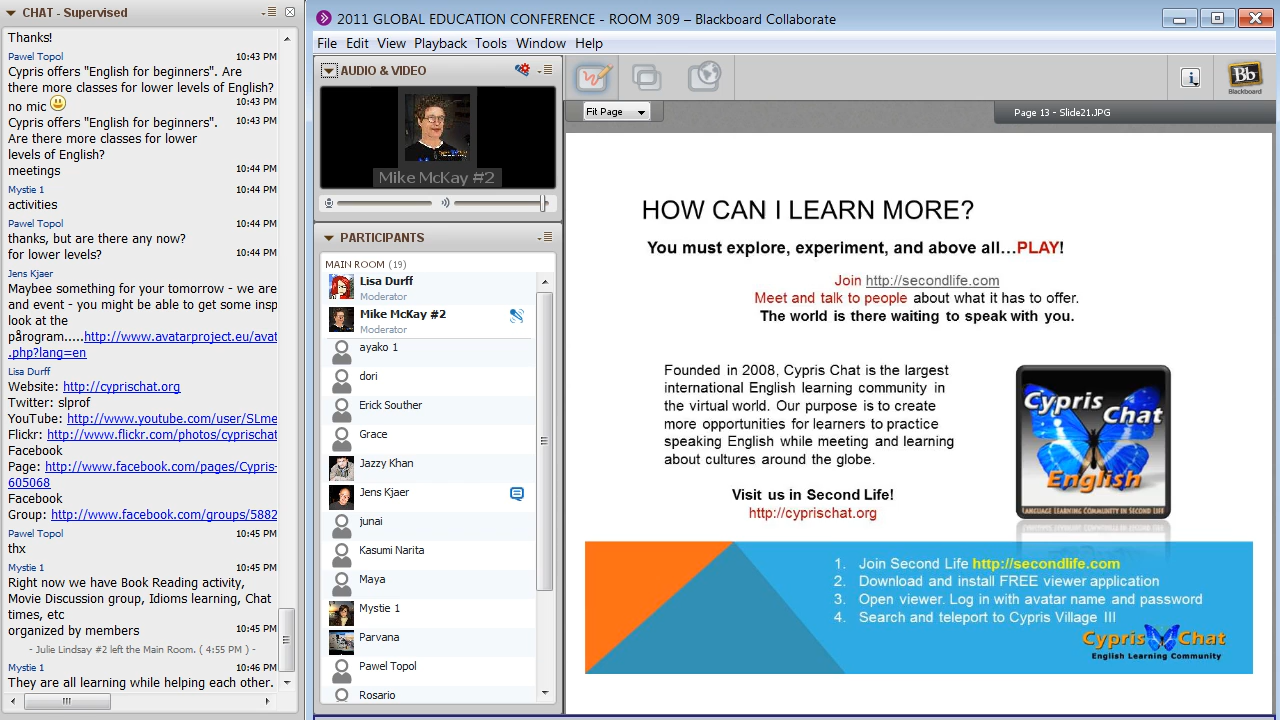 CHAT - Supervised
Thanks!
Pawel Topol 10:43 PM
Cypris offers "English for beginners". Are
there more classes for lower levels of English?
no mic 10:43 PM
Cypris offers "English for beginners". 10:43 PM
Are there more classes for lower
levels of English?
meetings 10:44 PM
Mystie 1 10:44 PM
activities
Pawel Topol 10:44 PM
thanks, but are there any now?
for lower levels? 10:44 PM
Jens Kjaer
Maybee something for your tomorrow - we are
and event - you might be able to get some insp
look at the
pårogram.....http://www.avatarproject.eu/avat
.php?lang=en
Lisa Durff
Website: http://cyprischat.org
Twitter: slprof
YouTube: http://www.youtube.com/user/SLme
Flickr: http://www.flickr.com/photos/cyprischat
Facebook
Page: http://www.facebook.com/pages/Cypris-
605068
Facebook
Group: http://www.facebook.com/groups/5882
Pawel Topol 10:45 PM
thx
Mystie 1 10:45 PM
Right now we have Book Reading activity,
Movie Discussion group, Idioms learning, Chat
times, etc
organized by members 10:45 PM
- Julie Lindsay #2 left the Main Room. ( 4:55 PM ) -
Mystie 1 10:46 PM
They are all learning while helping each other.
2011 GLOBAL EDUCATION CONFERENCE - ROOM 309 – Blackboard Collaborate
File Edit View Playback Tools Window Help
AUDIO & VIDEO
Mike McKay #2
PARTICIPANTS
MAIN ROOM (19)
Lisa Durff
Moderator
Mike McKay #2
Moderator
ayako 1
dori
Erick Souther
Grace
Jazzy Khan
Jens Kjaer
junai
Kasumi Narita
Maya
Mystie 1
Parvana
Pawel Topol
Rosario
Bb
Blackboard
Fit Page
Page 13 - Slide21.JPG
HOW CAN I LEARN MORE?
You must explore, experiment, and above all…PLAY!
Join http://secondlife.com
Meet and talk to people about what it has to offer.
The world is there waiting to speak with you.
Founded in 2008, Cypris Chat is the largest
international English learning community in
the virtual world. Our purpose is to create
more opportunities for learners to practice
speaking English while meeting and learning
about cultures around the globe.
Visit us in Second Life!
http://cyprischat.org
Cypris Chat
English
LANGUAGE LEARNING COMMUNITY IN SECOND LIFE
1. Join Second Life http://secondlife.com
2. Download and install FREE viewer application
3. Open viewer. Log in with avatar name and password
4. Search and teleport to Cypris Village III
Cypris Chat
English Learning Community